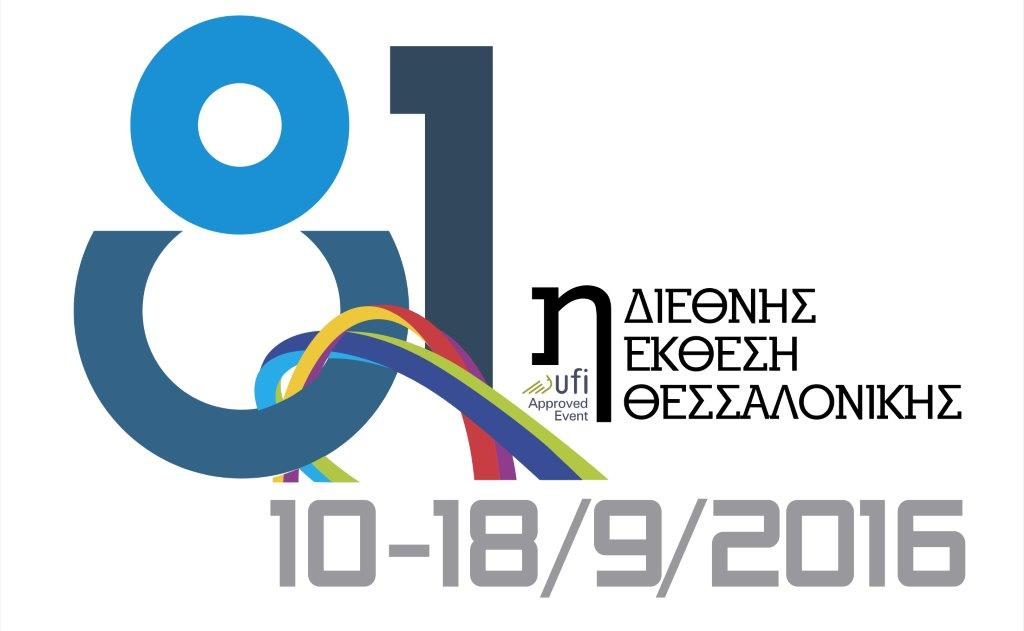 81
η
ΔΙΕΘΝΗΣ
ΕΚΘΕΣΗ
ΘΕΣΣΑΛΟΝΙΚΗΣ
ufi
Approved
Event
10-18/9/2016